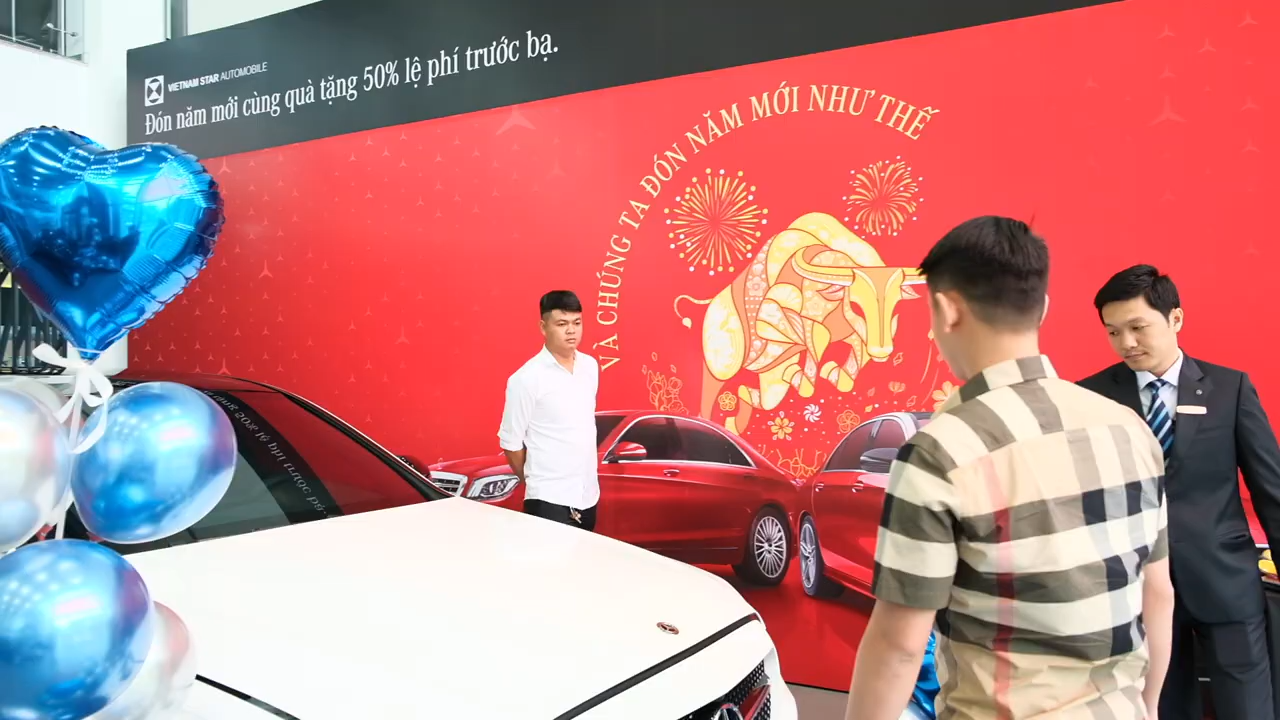 VIETNAM STAR AUTOMOBILE
Đón năm mới cùng quà tặng 50% lệ phí trước bạ.
VÀ CHÚNG TA ĐÓN NĂM MỚI NHƯ THẾ